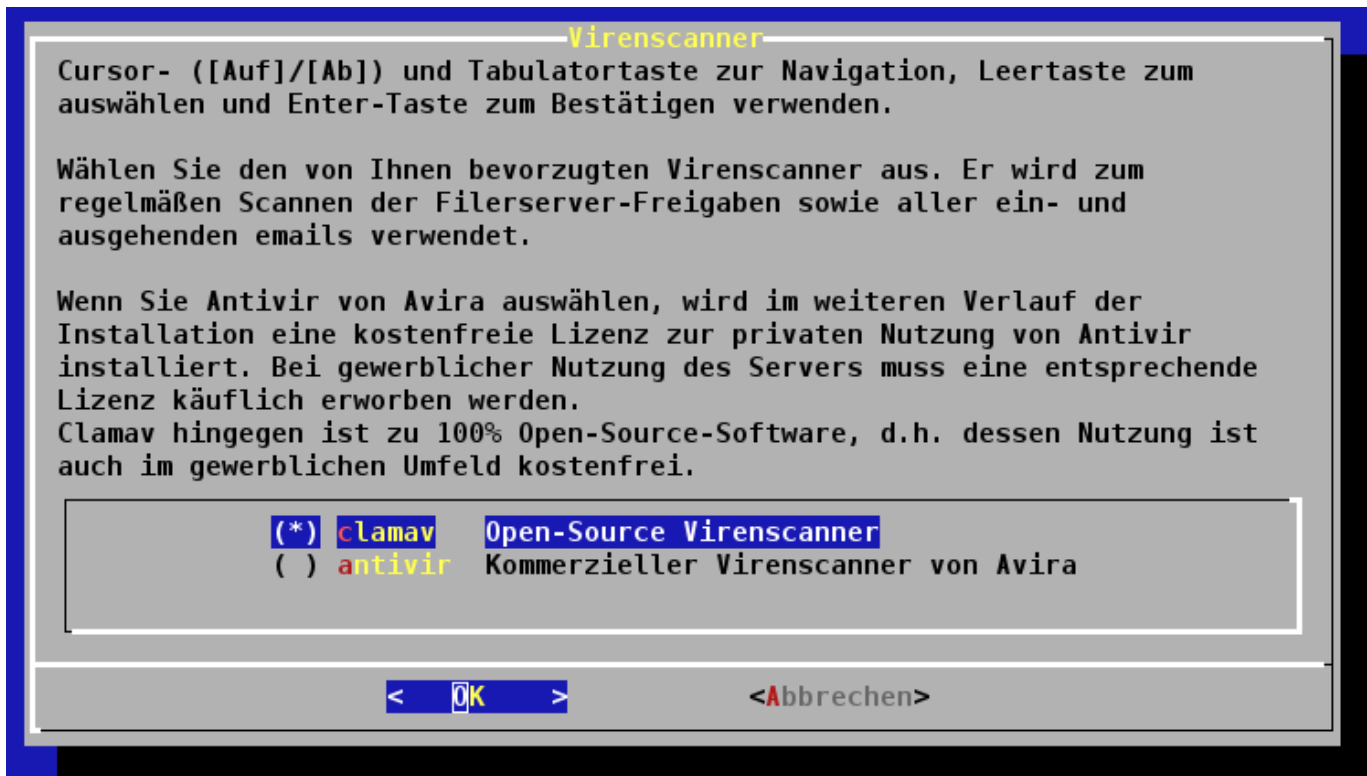 Virenscanner
Cursor- ([Auf]/[Ab]) und Tabulatortaste zur Navigation, Leertaste zum
auswählen und Enter-Taste zum Bestätigen verwenden.
Wählen Sie den von Ihnen bevorzugten Virenscanner aus. Er wird zum
regelmäßen Scannen der Filerserver-Freigaben sowie aller ein- und
ausgehenden emails verwendet.
Wenn Sie Antivir von Avira auswählen, wird im weiteren Verlauf der
Installation eine kostenfreie Lizenz zur privaten Nutzung von Antivir
installiert. Bei gewerblicher Nutzung des Servers muss eine entsprechende
Lizenz käuflich erworben werden.
Clamav hingegen ist zu 100% Open-Source-Software, d.h. dessen Nutzung ist
auch im gewerblichen Umfeld kostenfrei.
(*) clamav Open-Source Virenscanner
( ) antivir Kommerzieller Virenscanner von Avira
< OK > <Abbrechen>